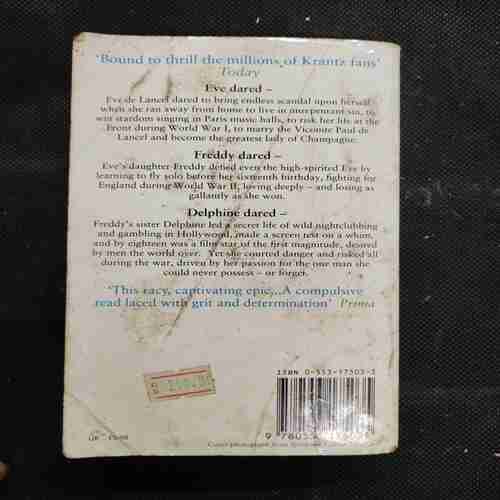 'Bound to thrill the millions of Krantz fans'
Today
Eve dared –
Eve de Lancel dared to bring endless scandal upon herself
when she ran away from home to live in unrepentant sin, to
win stardom singing in Paris music halls, to risk her life at the
Front during World War I, to marry the Vicomte Paul de
Lancel and become the greatest lady of Champagne.
Freddy dared –
Eve's daughter Freddy defied even the high-spirited Eve by
learning to fly solo before her sixteenth birthday, fighting for
England during World War II, loving deeply – and losing as
gallantly as she won.
Delphine dared –
Freddy's sister Delphine led a secret life of wild nightclubbing
and gambling in Hollywood, made a screen test on a whim,
and by eighteen was a film star of the first magnitude, desired
by men the world over. Yet she courted danger and risked all
during the war, driven by her passion for the one man she
could never possess – or forget.
'This racy, captivating epic...A compulsive
read laced with grit and determination' Prima
ISBN 0-553-17503-
9 78055
UK
Cover photograph from